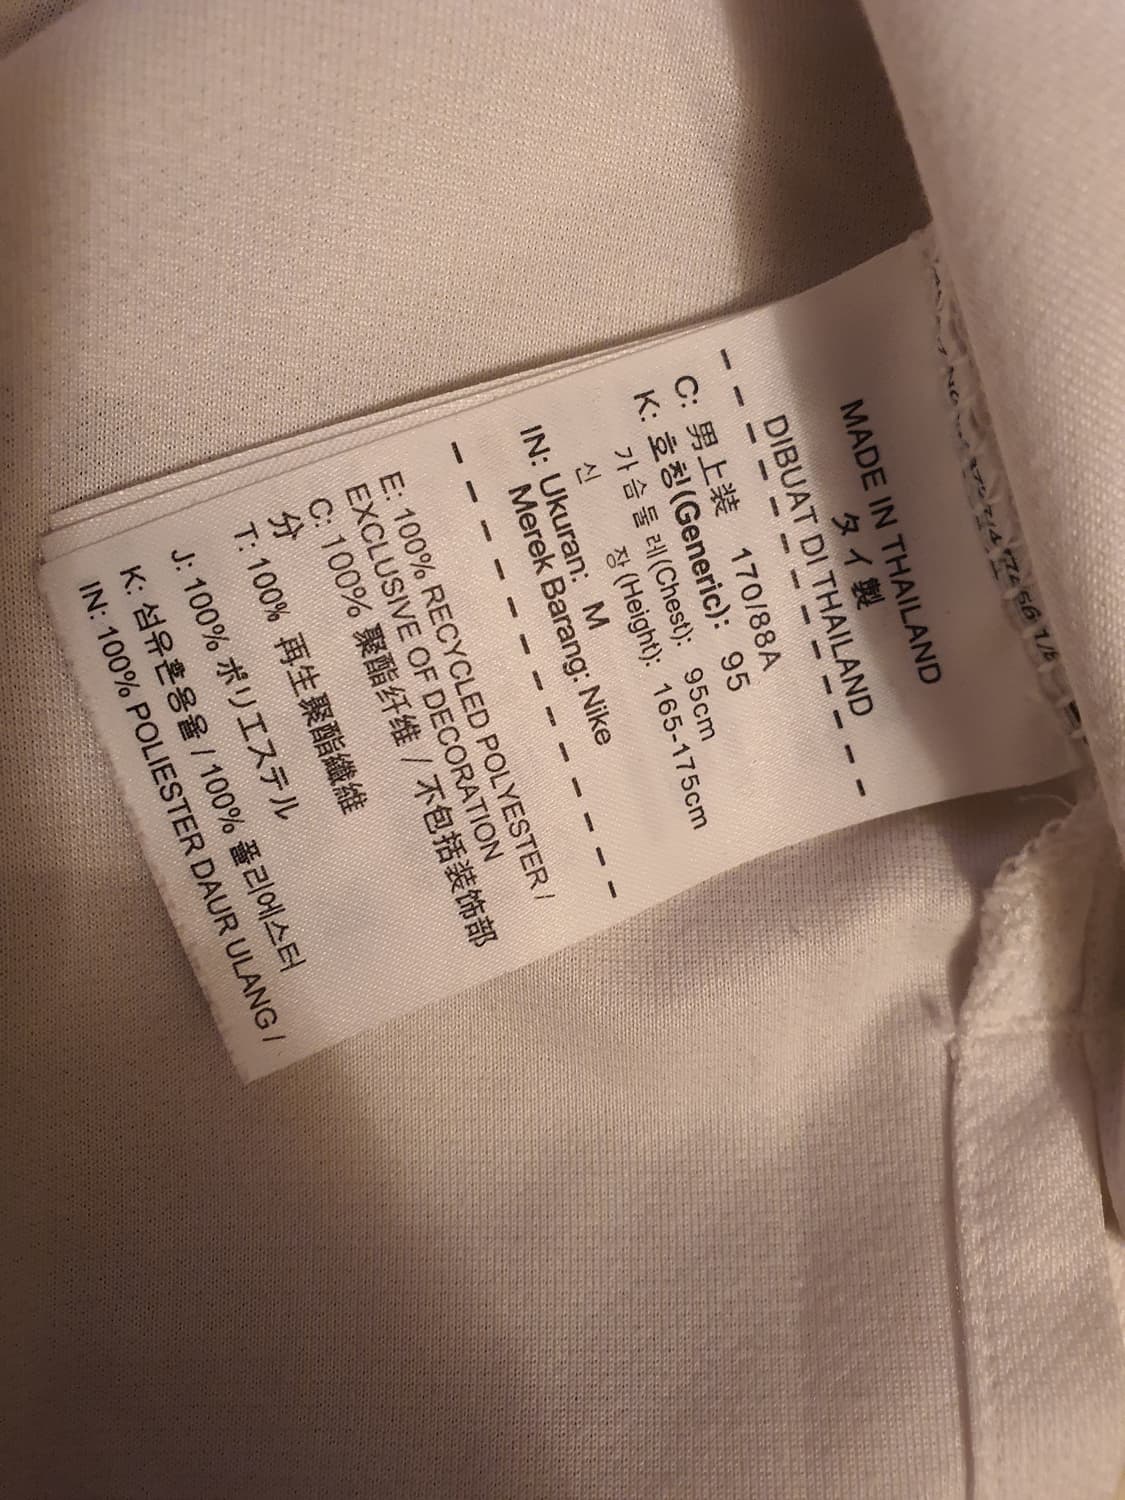 MADE IN THAILAND
タイ製
DIBUAT DI THAILAND
C: 男上装 170/88A
K: 호칭(Generic): 95
가슴둘레(Chest): 95cm
신장(Height): 165-175cm
IN: Ukuran: M
Merek Barang: Nike
E: 100% RECYCLED POLYESTER /
EXCLUSIVE OF DECORATION
C: 100% 聚酯纤维 / 不包括装饰部
分
T: 100% 再生聚酯纖維
J: 100% ポリエステル
K: 섬유혼용율 / 100% 폴리에스터
IN: 100% POLIESTER DAUR ULANG /